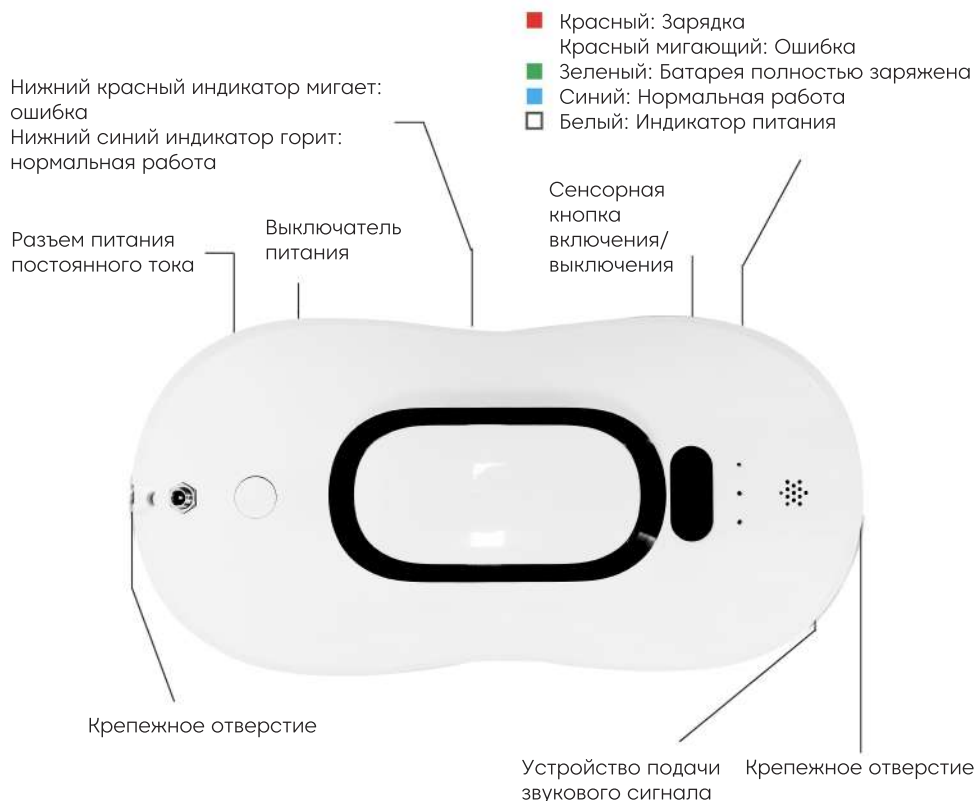 Красный: Зарядка
Красный мигающий: Ошибка
Зеленый: Батарея полностью заряжена
Синий: Нормальная работа
Белый: Индикатор питания
Нижний красный индикатор мигает:
ошибка
Нижний синий индикатор горит:
нормальная работа
Сенсорная
кнопка
включения/
выключения
Разъем питания
постоянного тока
Выключатель
питания
Крепежное отверстие
Устройство подачи
звукового сигнала
Крепежное отверстие